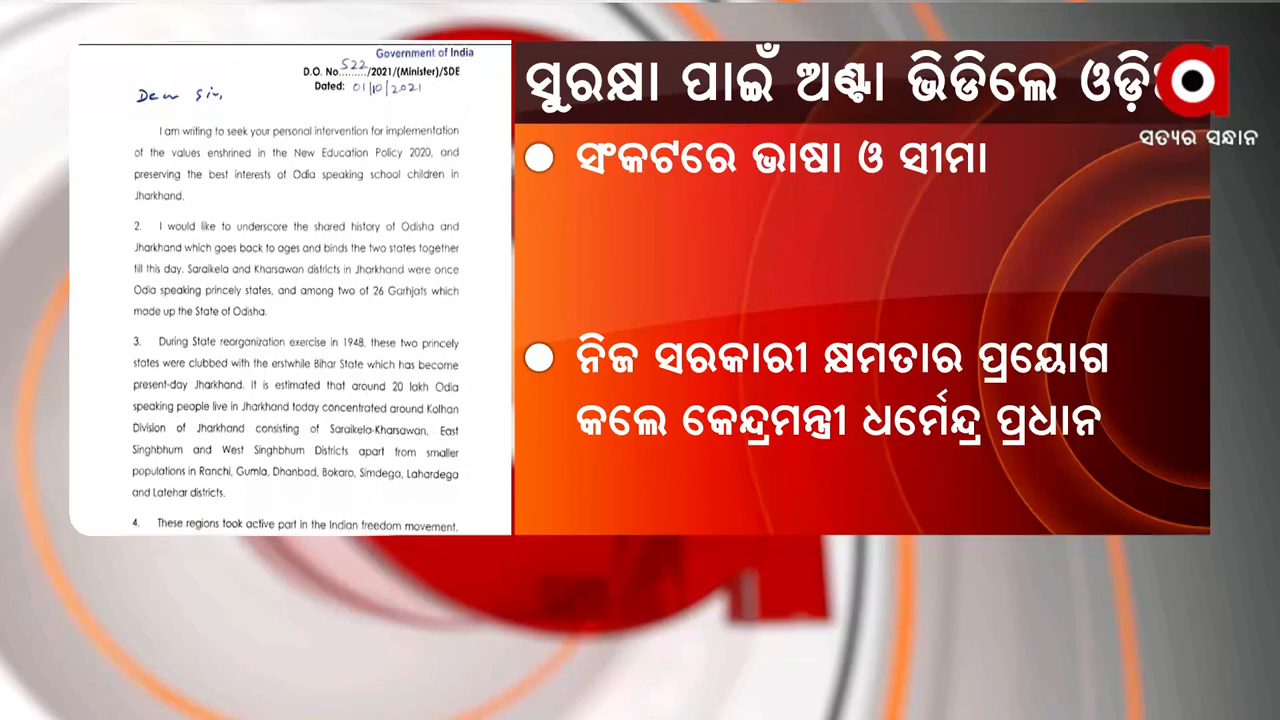 Government of India
D.O. No.522/2021/(Minister)/SDE
Dated: 01/10/2021
Dear Sir,
I am writing to seek your personal intervention for implementation
of the values enshrined in the New Education Policy 2020, and
preserving the best interests of Odia speaking school children in
Jharkhand.
2. I would like to underscore the shared history of Odisha and
Jharkhand which goes back to ages and binds the two states together
till this day. Saraikela and Kharsawan districts in Jharkhand were once
Odia speaking princely states, and among two of 26 Garhjats which
made up the State of Odisha.
3. During State reorganization exercise in 1948, these two princely
states were clubbed with the erstwhile Bihar State which has become
present-day Jharkhand. It is estimated that around 20 lakh Odia
speaking people live in Jharkhand today concentrated around Kolhan
Division of Jharkhand consisting of Saraikela-Kharsawan, East
Singhbhum and West Singhbhum Districts apart from smaller
populations in Ranchi, Gumla, Dhanbad, Bokaro, Simdega, Lahardega
and Latehar districts.
4. These regions took active part in the Indian freedom movement.
ସୁରକ୍ଷା ପାଇଁ ଅଣ୍ଟା ଭିଡିଲେ
ସତ୍ୟର ସନ୍ଧାନ
ସଂକଟରେ ଭାଷା ଓ ସୀମା
ନିଜ ସରକାରୀ କ୍ଷମତାର ପ୍ରୟୋଗ
କଲେ କେନ୍ଦ୍ରମନ୍ତ୍ରୀ ଧର୍ମେନ୍ଦ୍ର ପ୍ରଧାନ